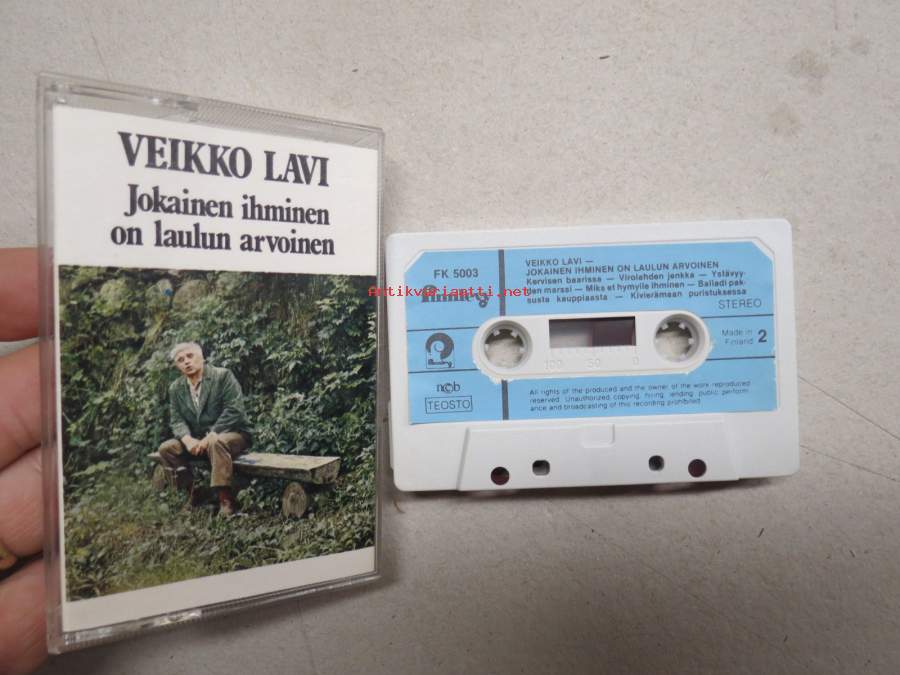 VEIKKO LAVI
Jokainen ihminen
on laulun arvoinen
FK 5003
VEIKKO LAVI —
JOKAINEN IHMINEN ON LAULUN ARVOINEN
Kervisen baarissa — Virolahden jenkka — Ystävyy-
den marssi — Miks et hymyile ihminen — Balladi pak-
susta kauppiaasta — Kivierämaan puristuksessa
STEREO
Antikvariantti.net
Made in
Finland 2
100 50 0
ncb
TEOSTO
All rights of the produced and the owner of the work reproduced
reserved. Unauthorized copying, hiring, lending, public perform-
ance and broadcasting of this recording prohibited